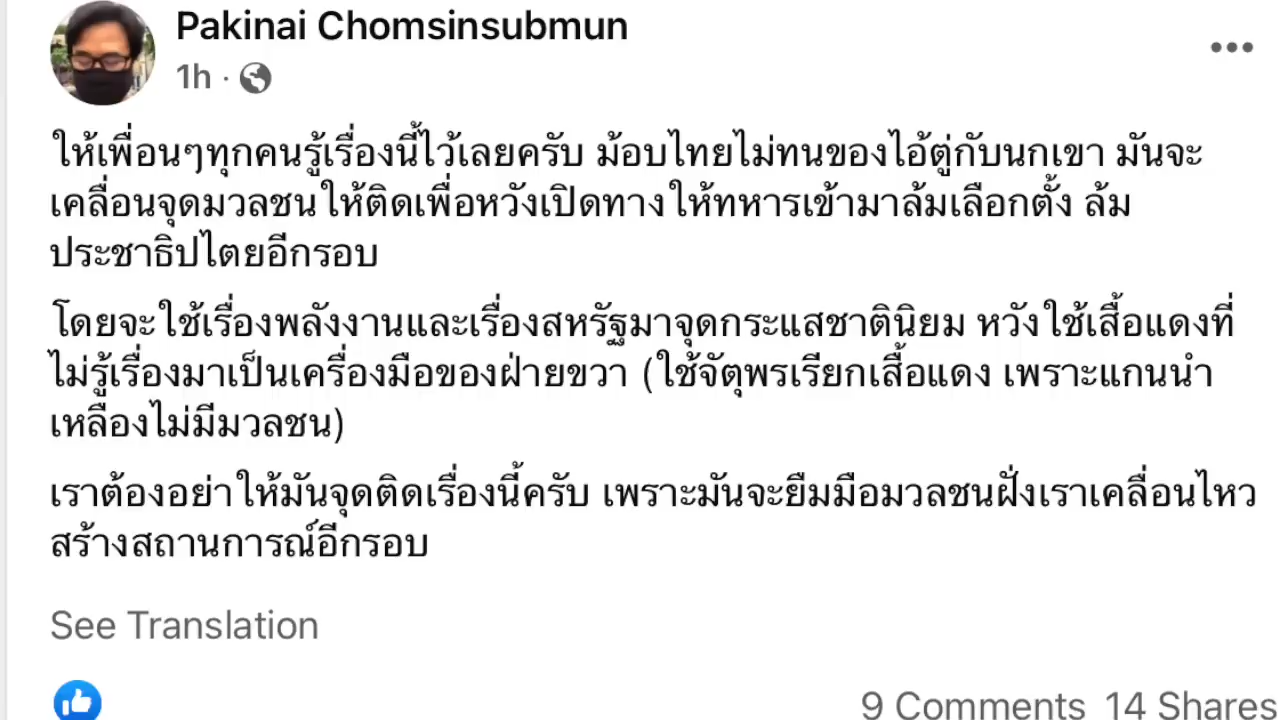 Pakinai Chomsinsubmun
1h ·
ให้เพื่อนๆทุกคนรู้เรื่องนี้ไว้เลยครับ ม้อบไทยไม่ทนของไอ้ตู่กับนกเขา มันจะ
เคลื่อนจุดมวลชนให้ติดเพื่อหวังเปิดทางให้ทหารเข้ามาล้มเลือกตั้ง ล้ม
ประชาธิปไตยอีกรอบ
โดยจะใช้เรื่องพลังงานและเรื่องสหรัฐมาจุดกระแสชาตินิยม หวังใช้เสื้อแดงที่
ไม่รู้เรื่องมาเป็นเครื่องมือของฝ่ายขวา (ใช้จัตุพรเรียกเสื้อแดง เพราะแกนนำ
เหลืองไม่มีมวลชน)
เราต้องอย่าให้มันจุดติดเรื่องนี้ครับ เพราะมันจะยืมมือมวลชนฝั่งเราเคลื่อนไหว
สร้างสถานการณ์อีกรอบ
See Translation
9 Comments 14 Shares